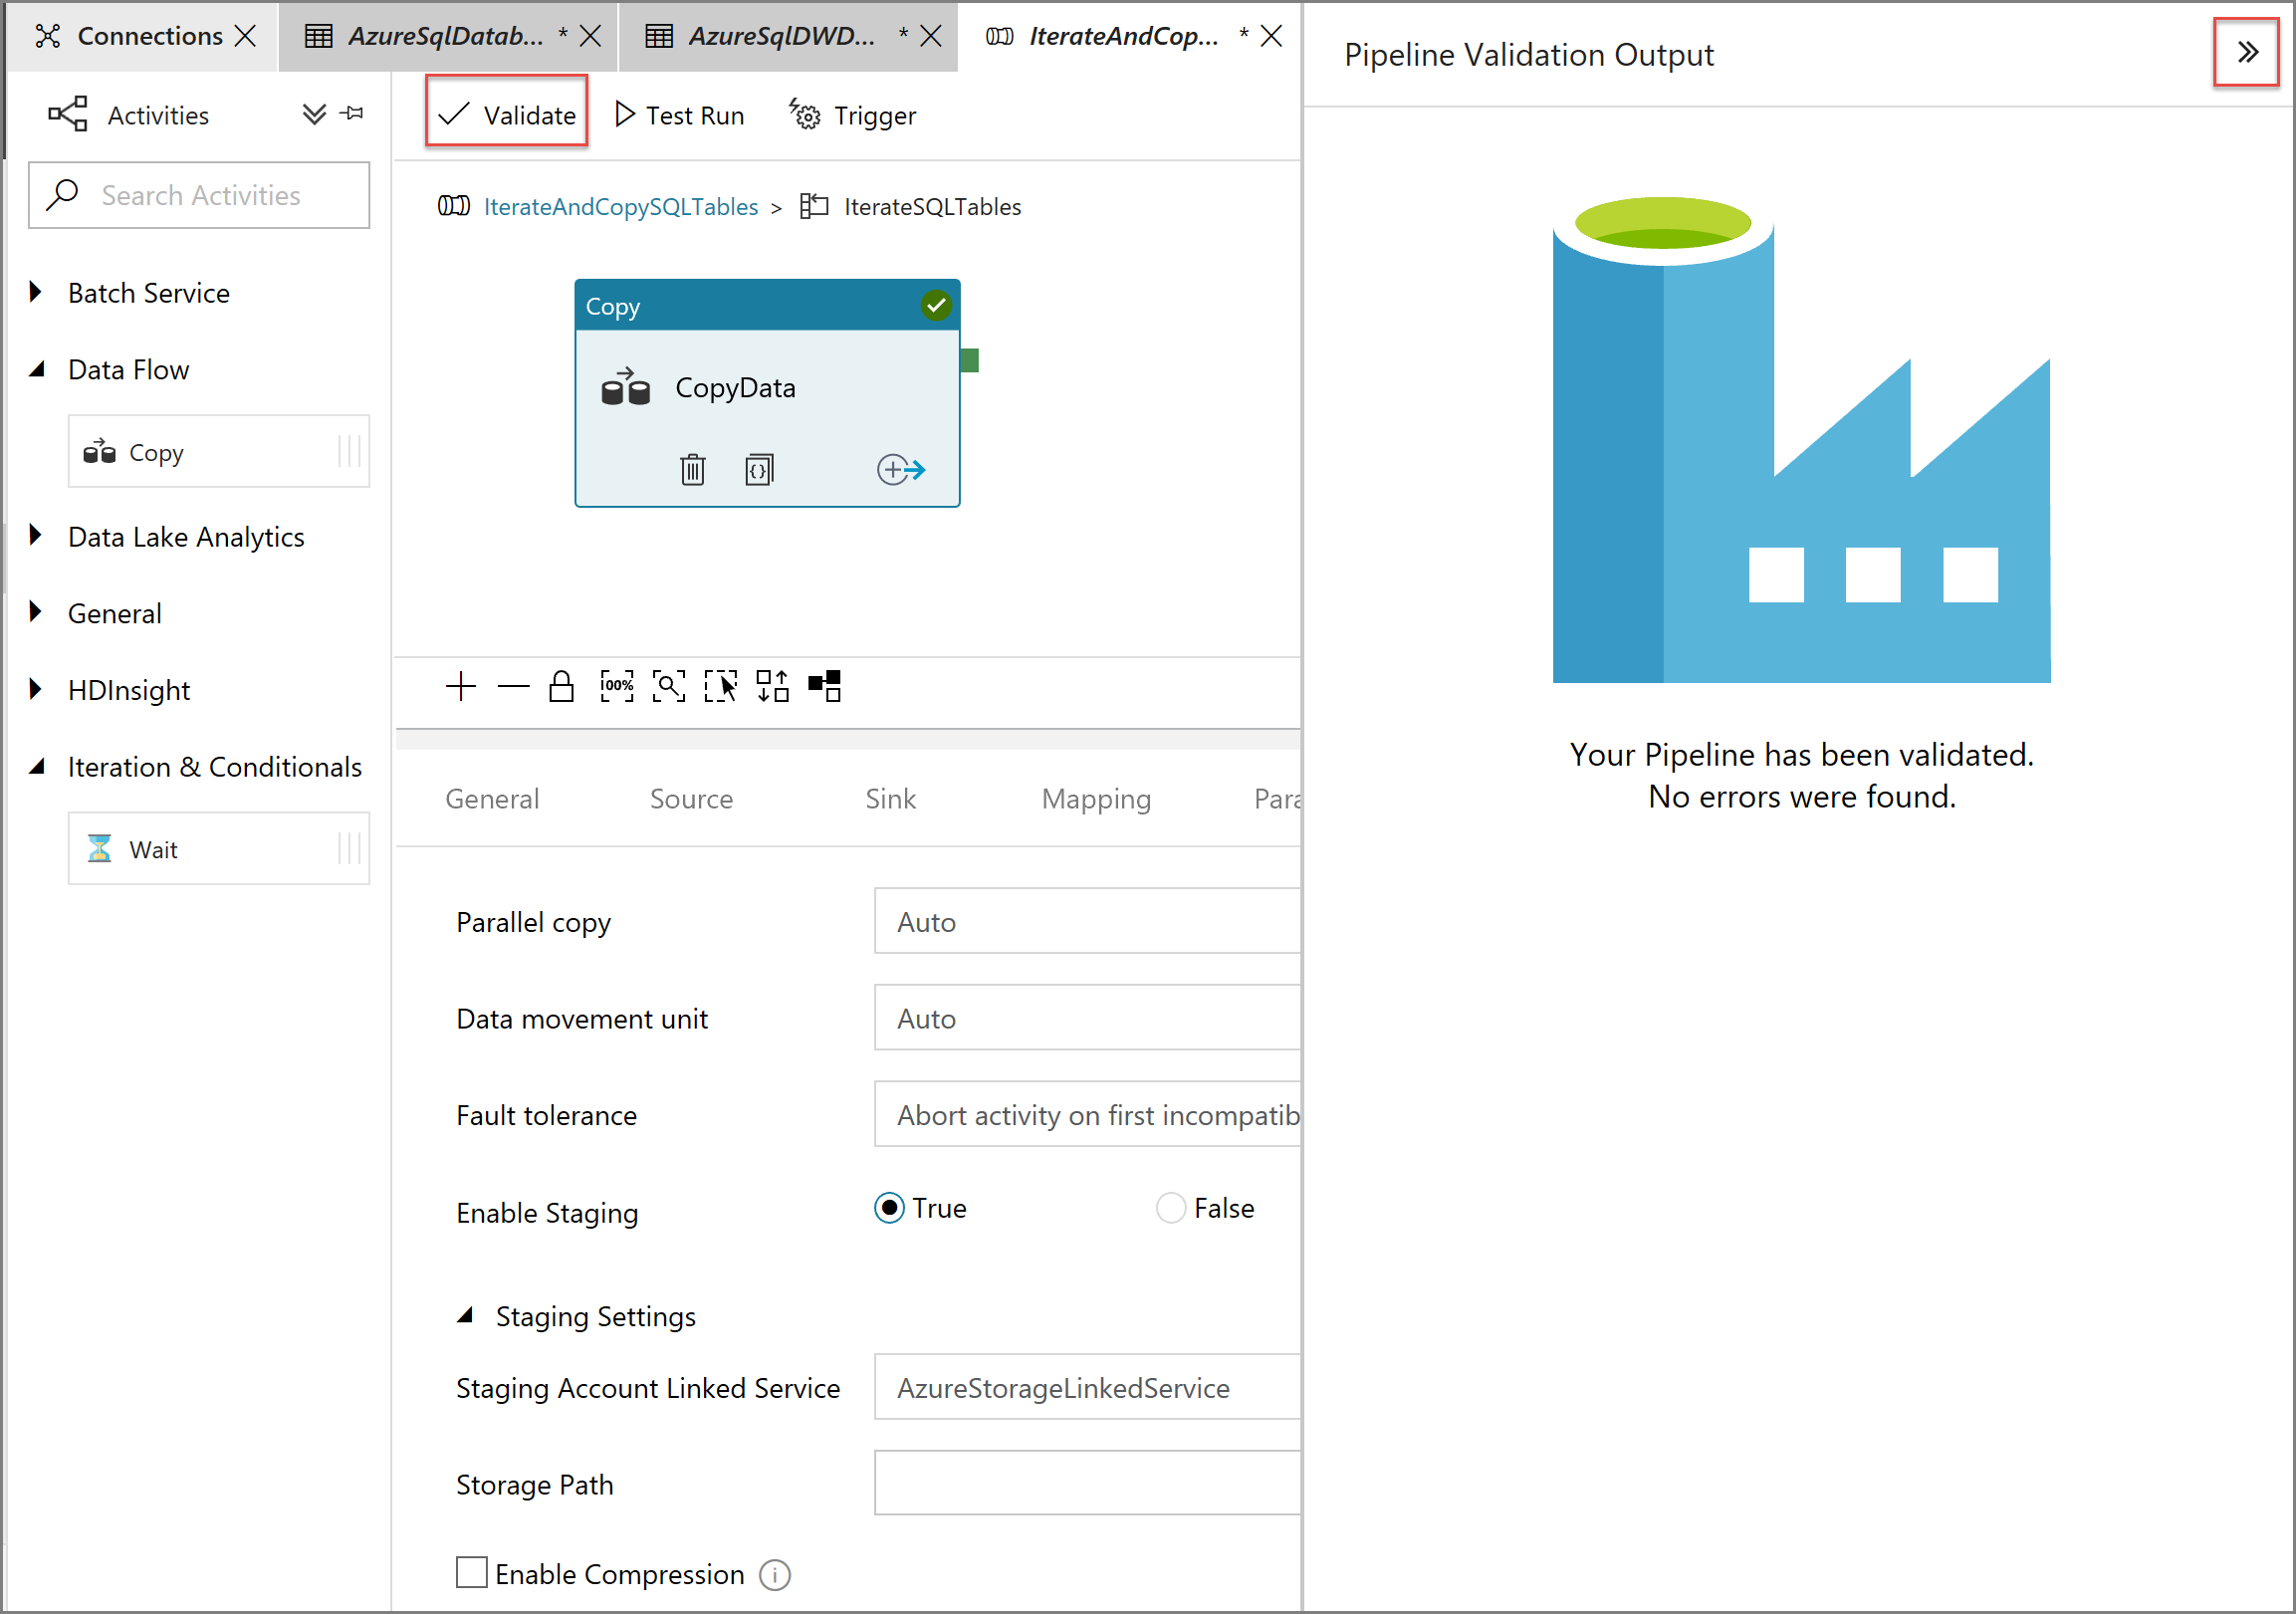 Connections
AzureSqlDatab... *
AzureSqlDWD... *
IterateAndCop... *
Activities
Search Activities
Batch Service
Data Flow
Copy
Data Lake Analytics
General
HDInsight
Iteration & Conditionals
Wait
Validate
Test Run
Trigger
IterateAndCopySQLTables > IterateSQLTables
Copy
CopyData
{}
100%
General
Source
Sink
Mapping
Para
Parallel copy
Auto
Data movement unit
Auto
Fault tolerance
Abort activity on first incompatib
Enable Staging
True
False
Staging Settings
Staging Account Linked Service
AzureStorageLinkedService
Storage Path
Enable Compression
Pipeline Validation Output
Your Pipeline has been validated.
No errors were found.